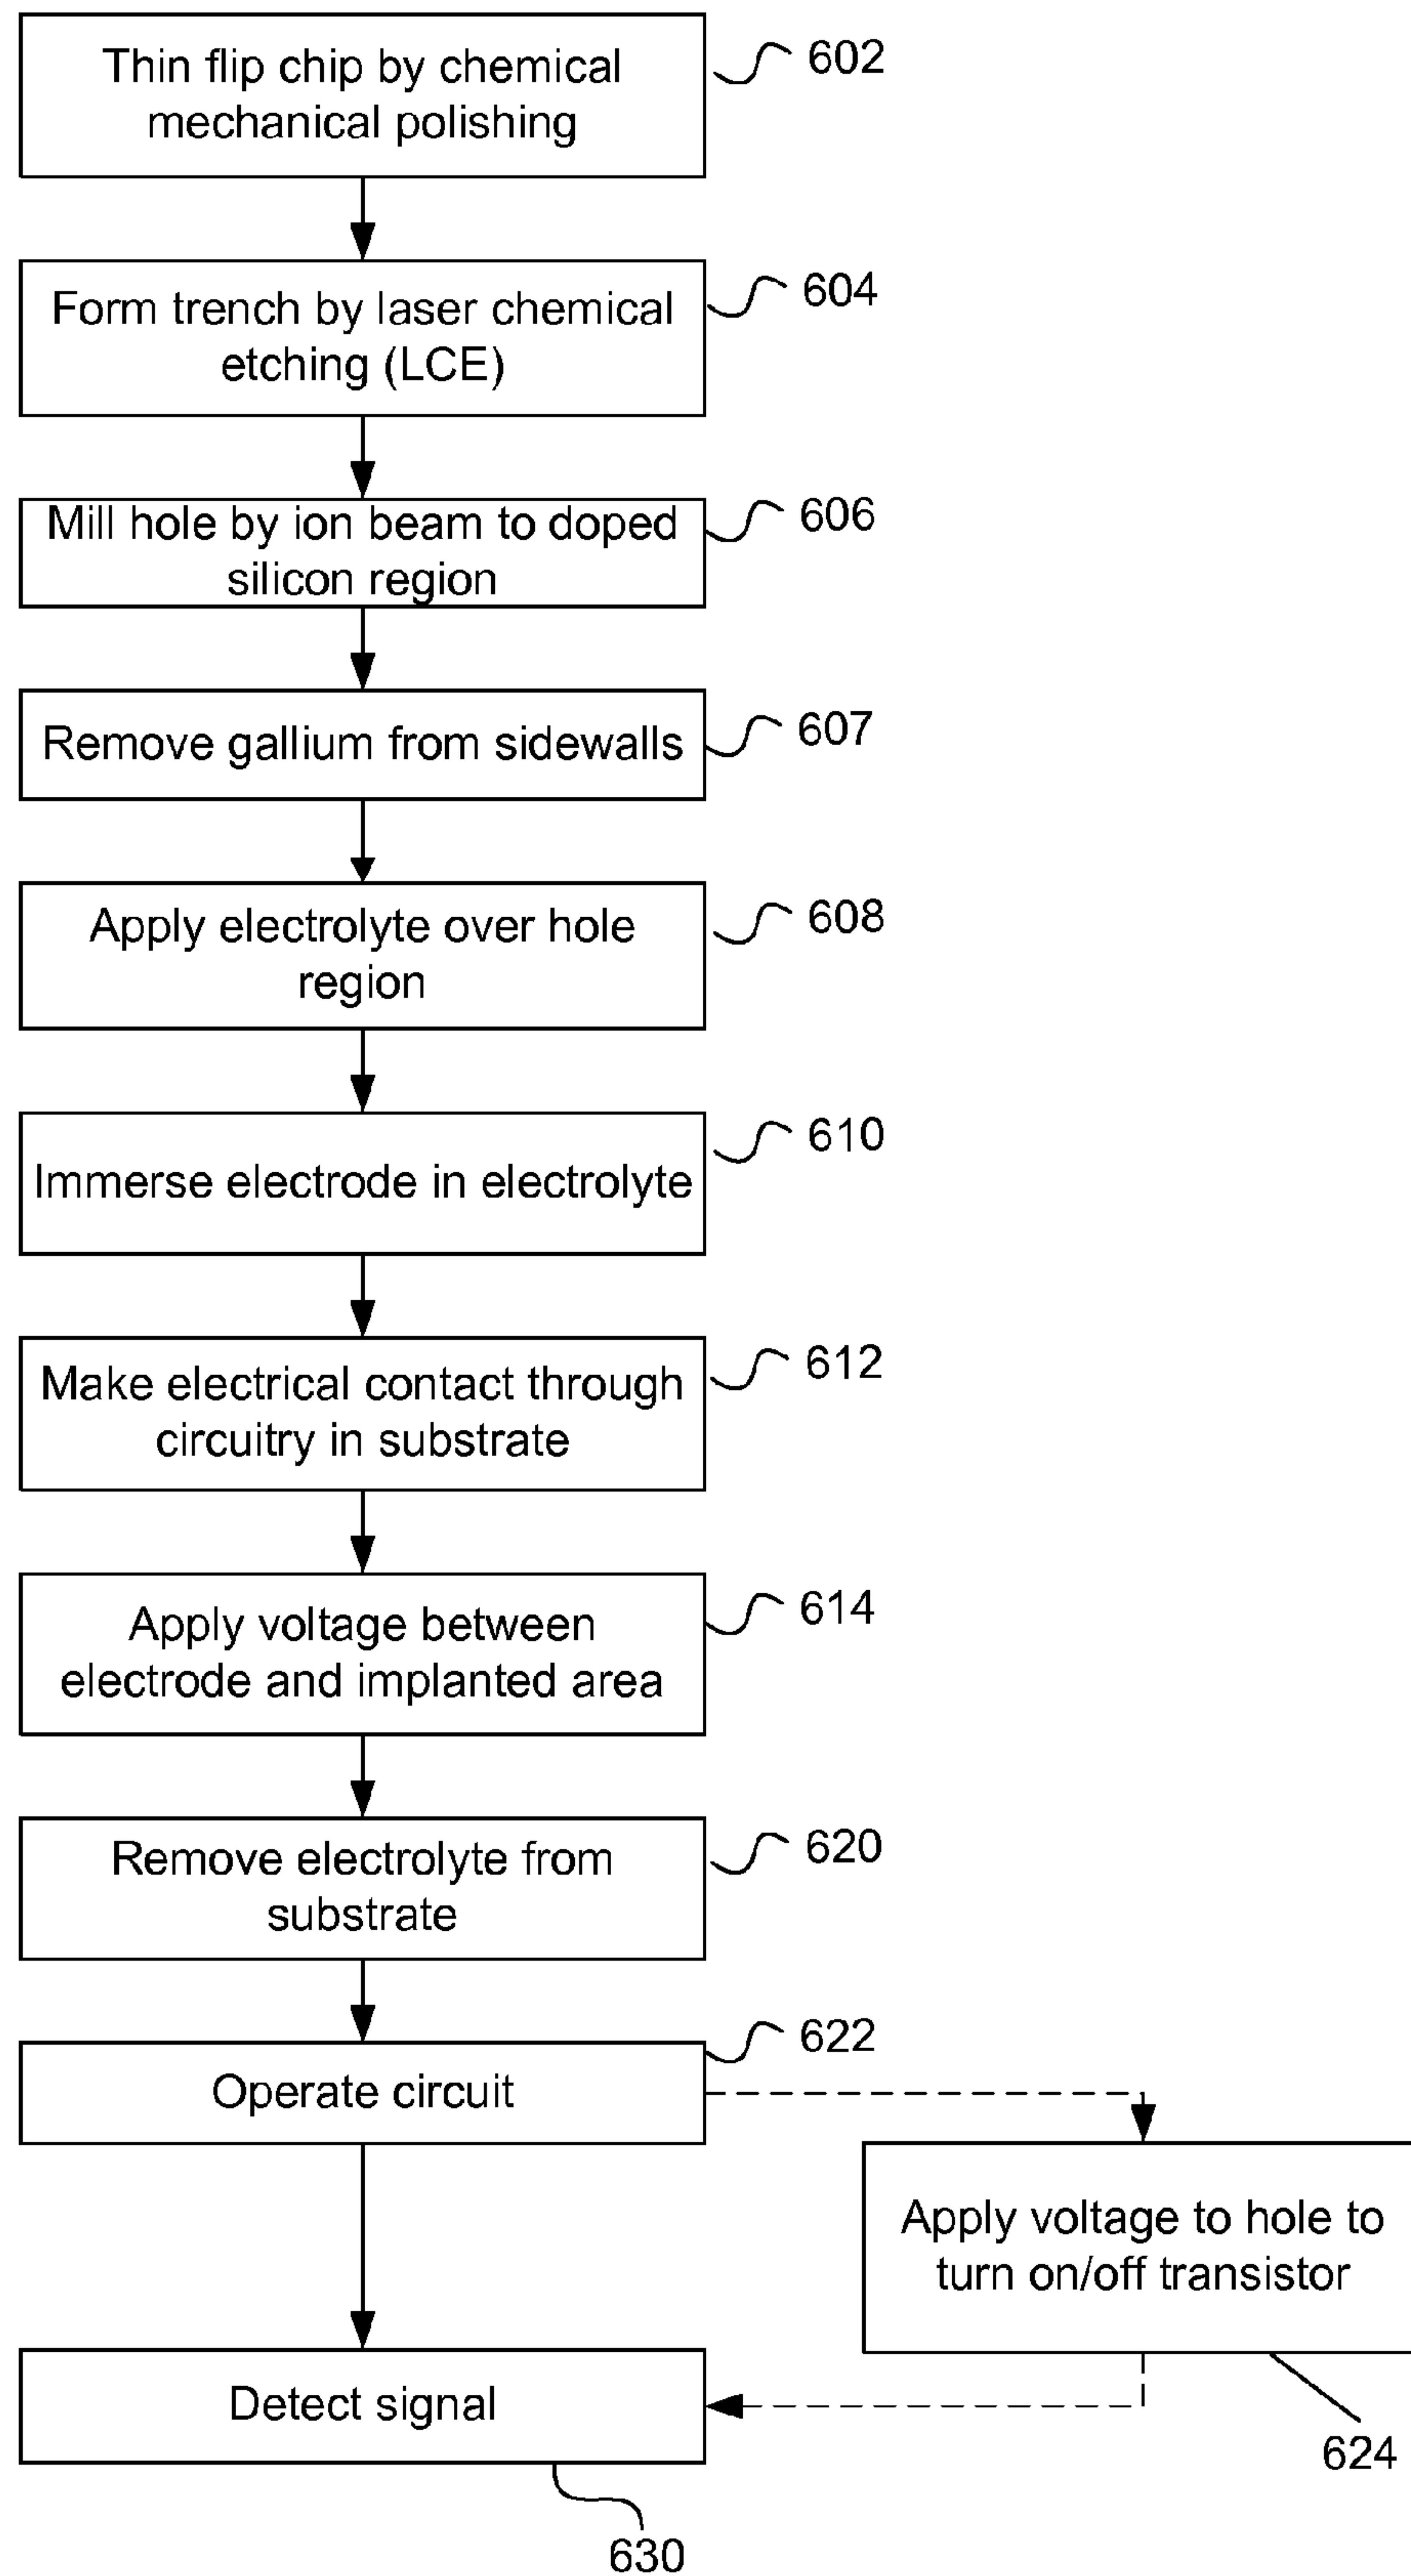 Thin flip chip by chemical
mechanical polishing
602
Form trench by laser chemical
etching (LCE)
604
Mill hole by ion beam to doped
silicon region
606
Remove gallium from sidewalls
607
Apply electrolyte over hole
region
608
Immerse electrode in electrolyte
610
Make electrical contact through
circuitry in substrate
612
Apply voltage between
electrode and implanted area
614
Remove electrolyte from
substrate
620
Operate circuit
622
Apply voltage to hole to
turn on/off transistor
624
Detect signal
630